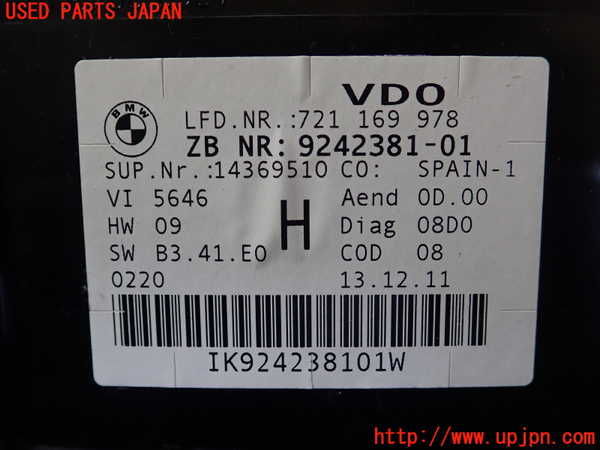 USED PARTS JAPAN
BMW
VDO
LFD.NR.:721 169 978
ZB NR: 9242381-01
SUP.Nr.:14369510 CO: SPAIN-1
VI 5646 Aend 0D.00
HW 09 H Diag 08D0
SW B3.41.E0 COD 08
0220 13.12.11
IK924238101W
http://www.upjpn.com/